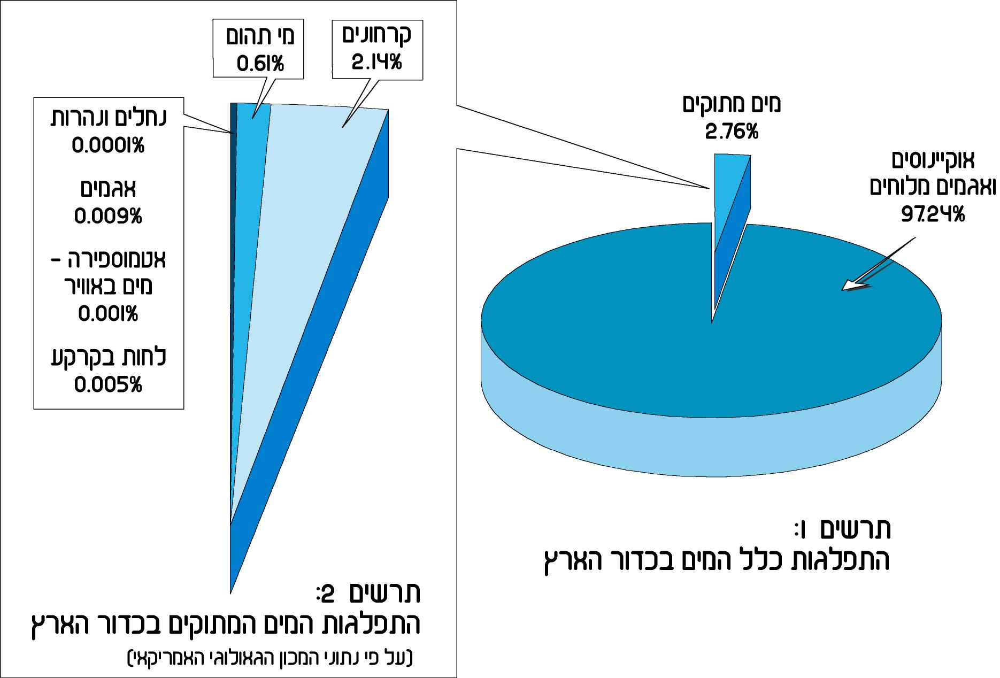 מים מתוקים
2.76%
אוקיינוסים
ואגמים מלוחים
97.24%
תרשים 1:
התפלגות כלל המים בכדור הארץ
קרחונים
2.14%
מי תהום
0.61%
נחלים ונהרות
0.0001%
אגמים
0.009%
אטמוספירה –
מים באוויר
0.001%
לחות בקרקע
0.005%
תרשים 2:
התפלגות המים המתוקים בכדור הארץ
(על פי נתוני המכון הגאולוגי האמריקאי)